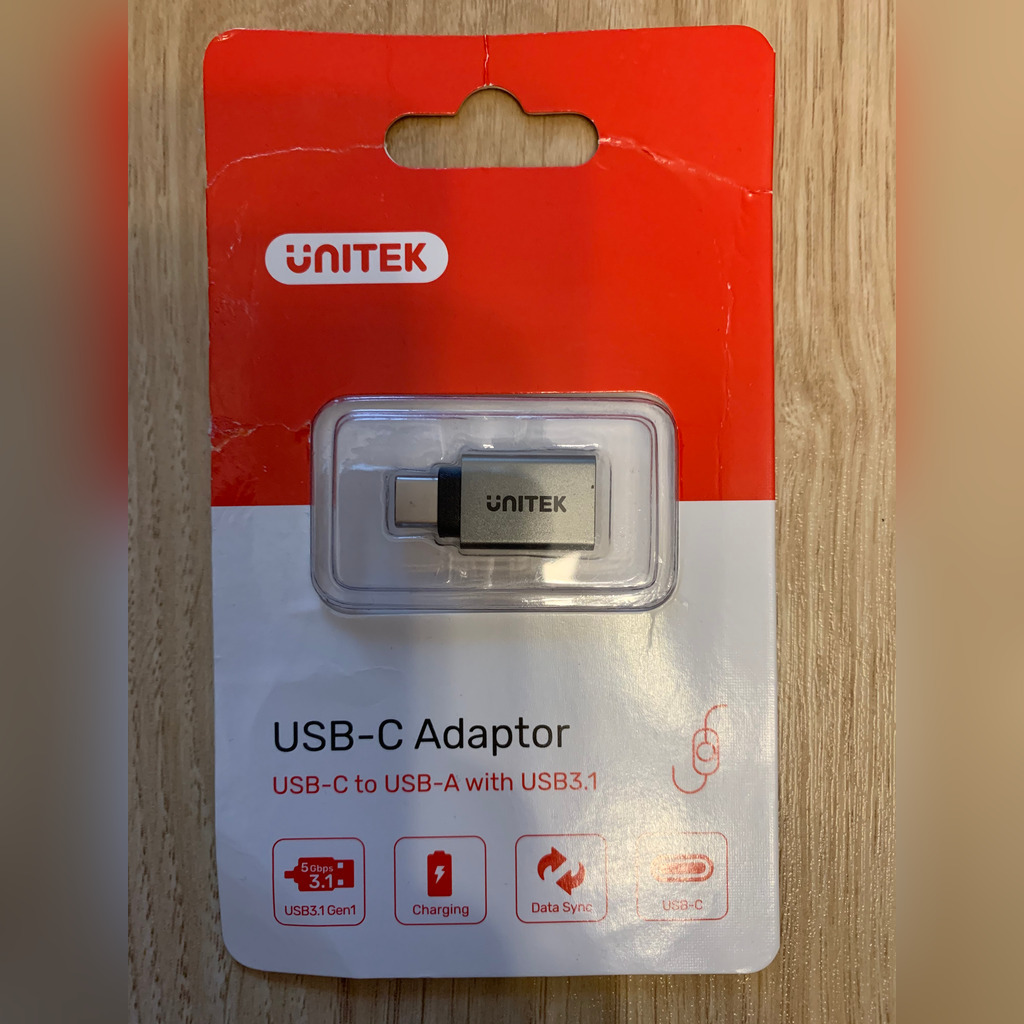 UNITEK
UNITEK
USB-C Adaptor
USB-C to USB-A with USB3.1
5 Gbps
3.1
USB3.1 Gen1
Charging
Data Sync
USB-C